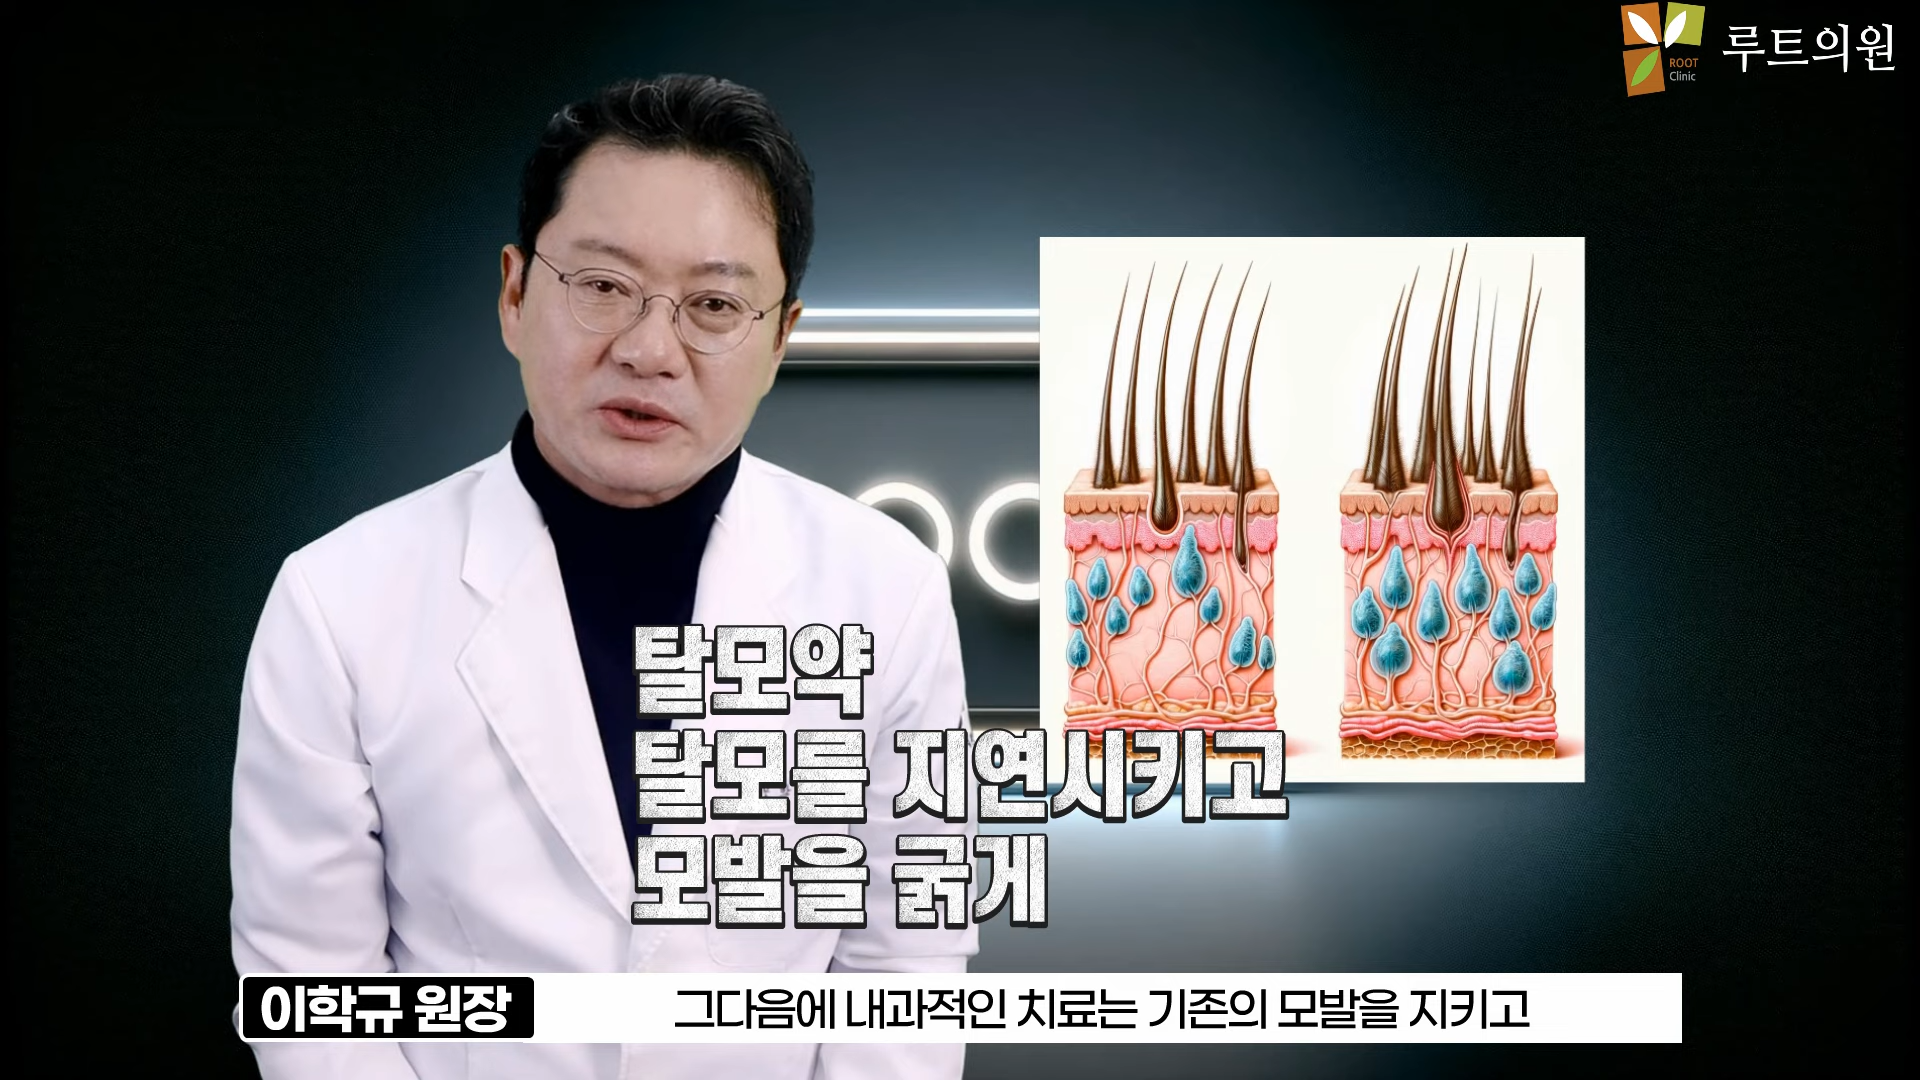 ROOT
Clinic
루트의원
탈모약
탈모를 지연시키고
모발을 굵게
이학규 원장
그다음에 내과적인 치료는 기존의 모발을 지키고